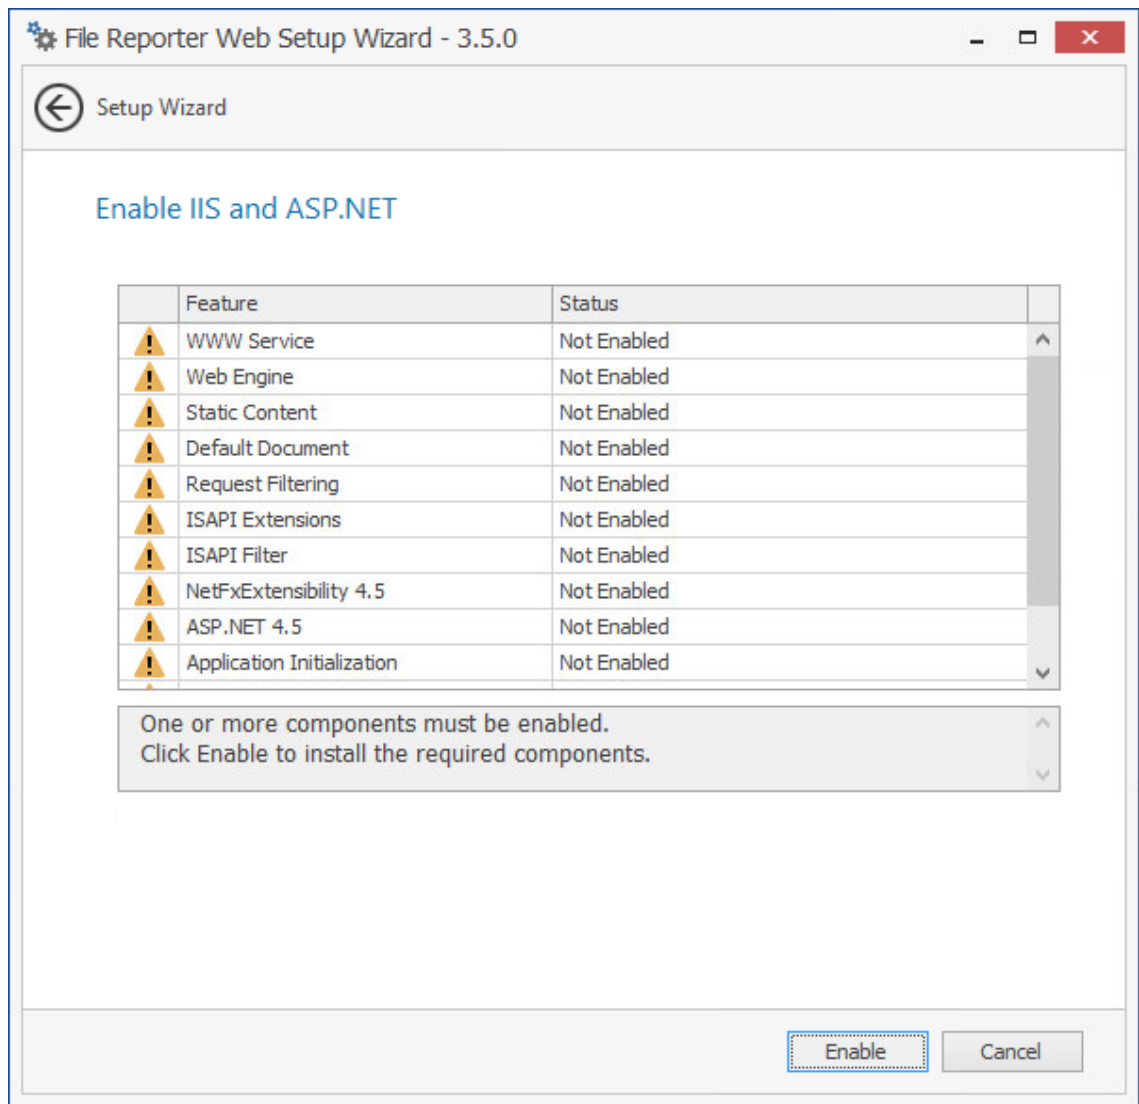 File Reporter Web Setup Wizard - 3.5.0
Setup Wizard
Enable IIS and ASP.NET
Feature Status
WWW Service Not Enabled
Web Engine Not Enabled
Static Content Not Enabled
Default Document Not Enabled
Request Filtering Not Enabled
ISAPI Extensions Not Enabled
ISAPI Filter Not Enabled
NetFxExtensibility 4.5 Not Enabled
ASP.NET 4.5 Not Enabled
Application Initialization Not Enabled
One or more components must be enabled.
Click Enable to install the required components.
Enable Cancel